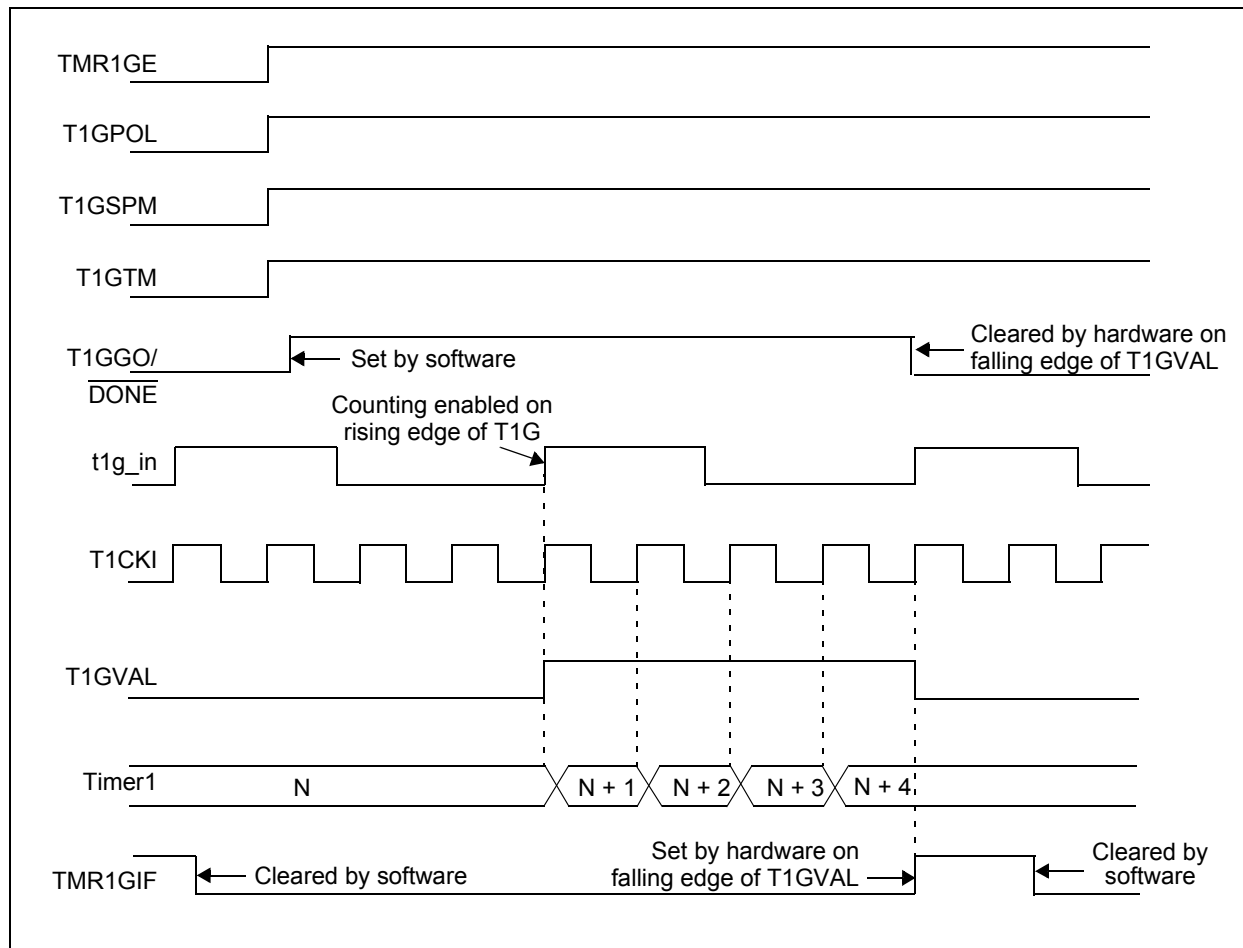 TMR1GE
T1GPOL
T1GSPM
T1GTM
T1GGO/
DONE
Set by software
Cleared by hardware on
falling edge of T1GVAL
Counting enabled on
rising edge of T1G
t1g_in
T1CKI
T1GVAL
Timer1
N
N + 1
N + 2
N + 3
N + 4
TMR1GIF
Cleared by software
Set by hardware on
falling edge of T1GVAL
Cleared by
software